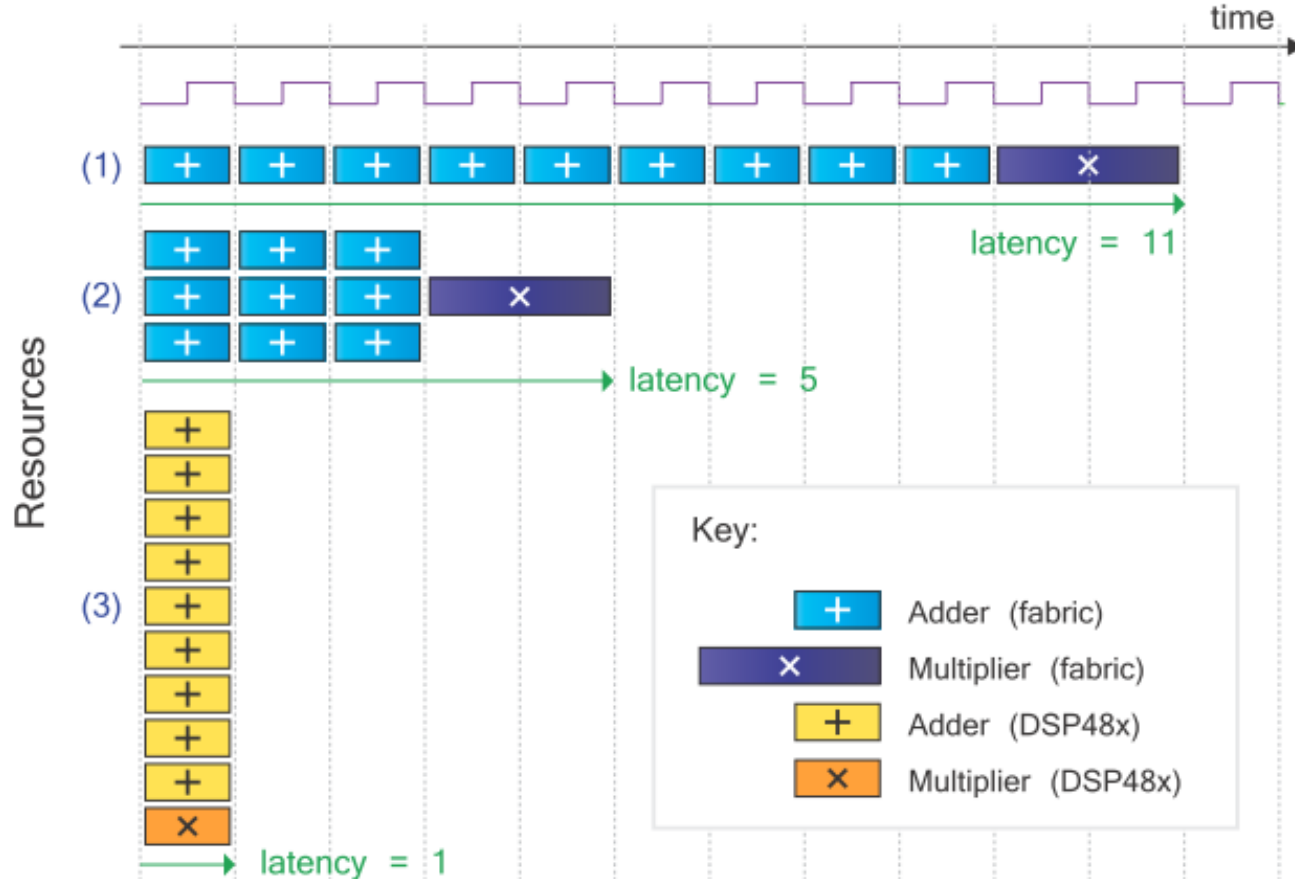 time
(1)
+ + + + + + + + + ×
latency = 11
+ + +
(2)
+ + + ×
+ + +
latency = 5
Resources
+
+
+
+
(3)
+
+
+
+
+
×
latency = 1
Key:
+ Adder (fabric)
× Multiplier (fabric)
+ Adder (DSP48x)
× Multiplier (DSP48x)